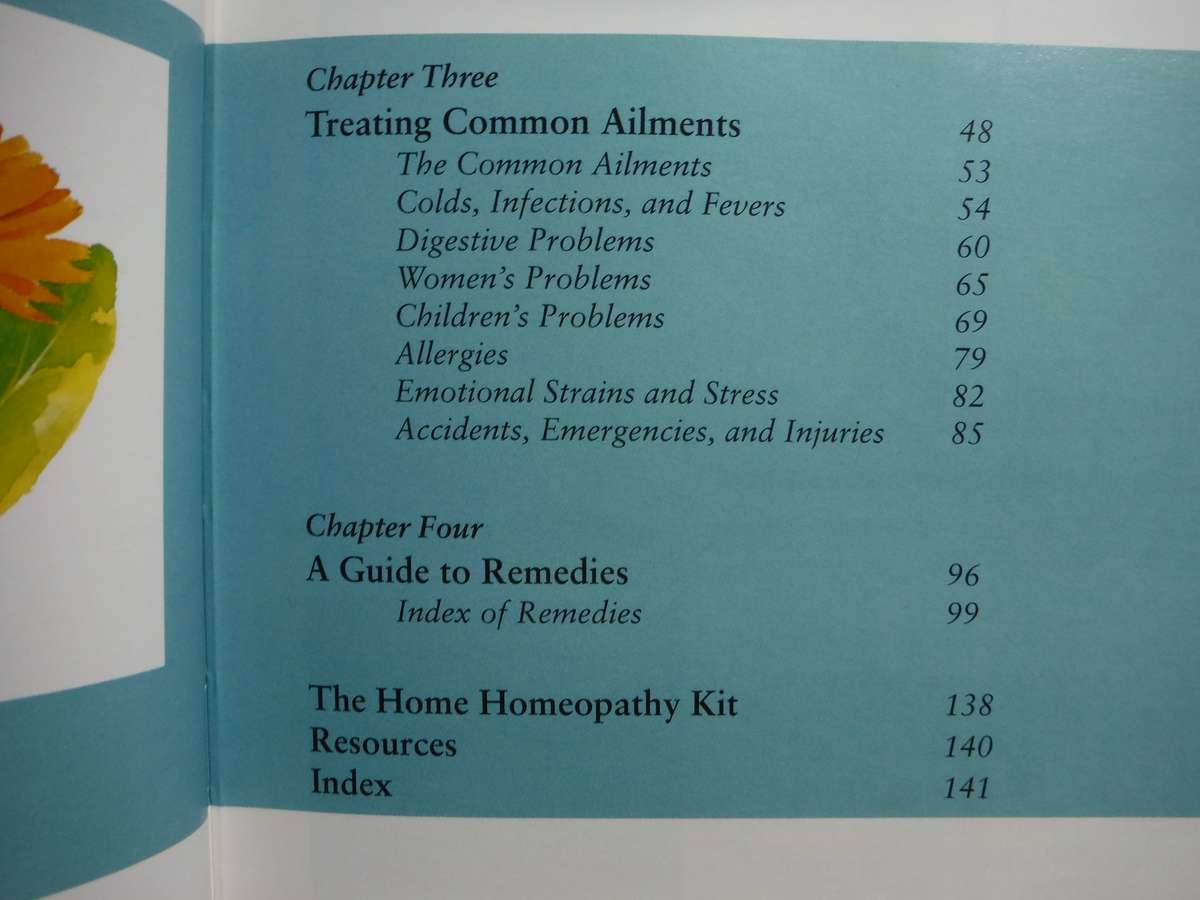 Chapter Three
Treating Common Ailments 48
The Common Ailments 53
Colds, Infections, and Fevers 54
Digestive Problems 60
Women's Problems 65
Children's Problems 69
Allergies 79
Emotional Strains and Stress 82
Accidents, Emergencies, and Injuries 85
Chapter Four
A Guide to Remedies 96
Index of Remedies 99
The Home Homeopathy Kit 138
Resources 140
Index 141